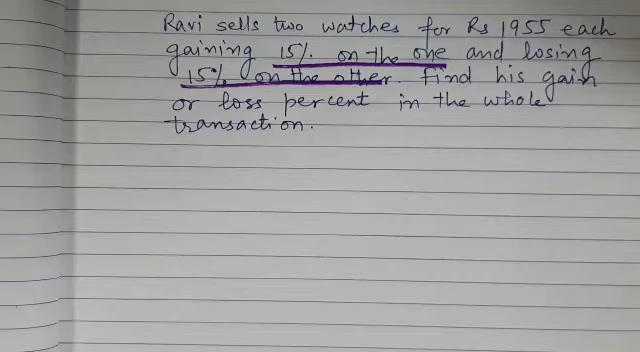 Ravi sells two watches for Rs 1955 each
gaining 15% on the one and losing
15% on the other. Find his gain
or loss percent in the whole
transaction.